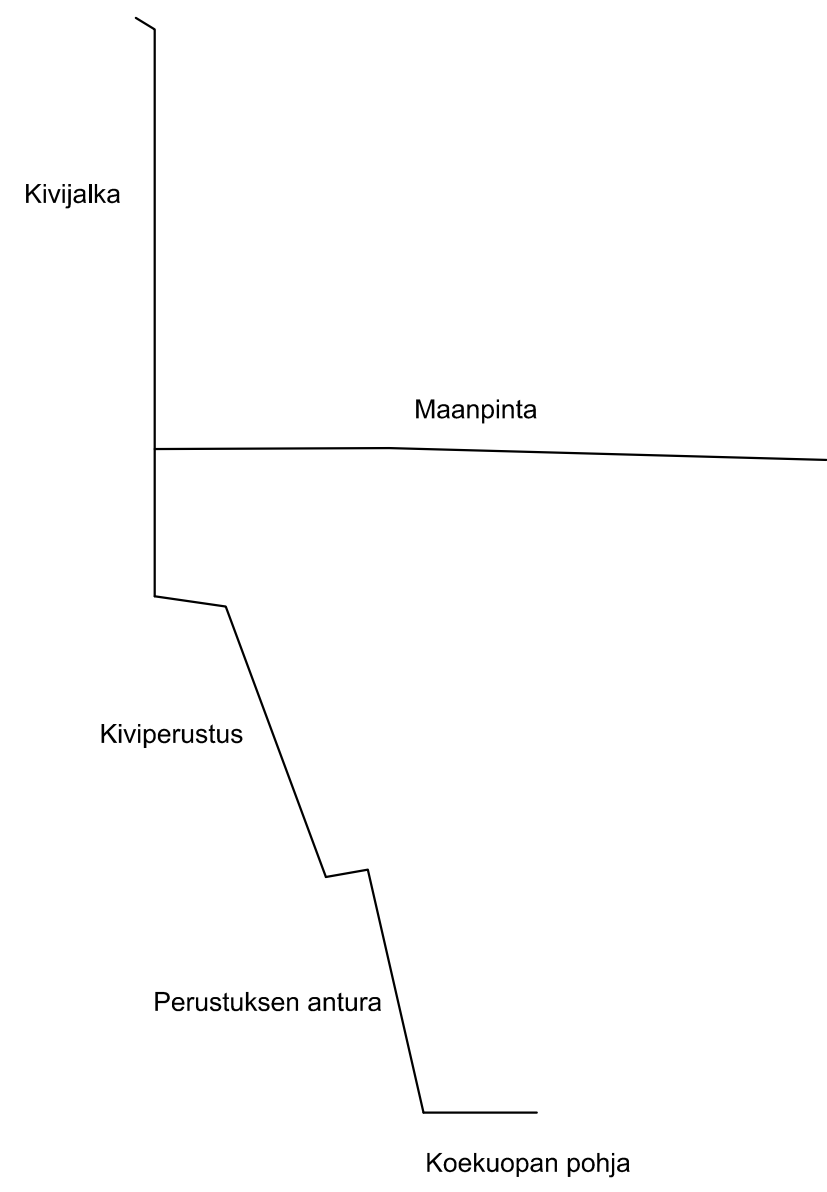 Kivijalka
Maanpinta
Kiviperustus
Perustuksen antura
Koekuopan pohja